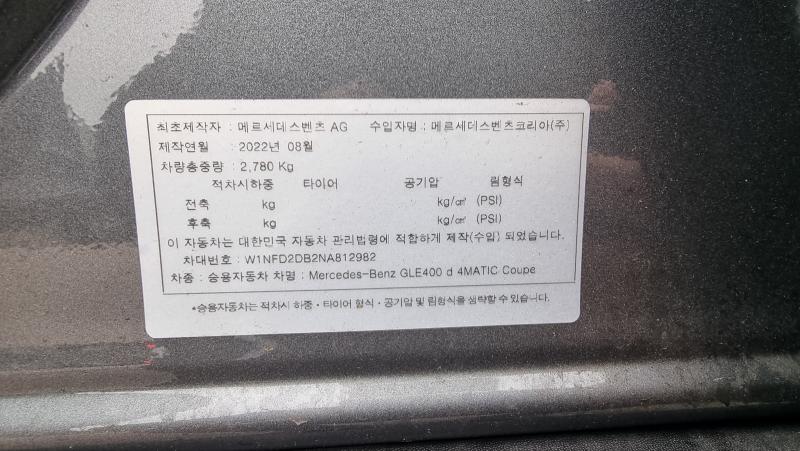 최초제작자 : 메르세데스벤츠 AG 수입자명 : 메르세데스벤츠코리아(주)
제작연월 : 2022년 08월
차량총중량 : 2,780 Kg
적차시하중 타이어 공기압 림형식
전축 kg kg/㎠ (PSI)
후축 kg kg/㎠ (PSI)
이 자동차는 대한민국 자동차 관리법령에 적합하게 제작(수입) 되었습니다.
차대번호 : W1NFD2DB2NA812982
차종 : 승용자동차 차명 : Mercedes-Benz GLE400 d 4MATIC Coupe
*승용자동차는 적차시 하중·타이어 형식·공기압 및 림형식을 생략할 수 있습니다.